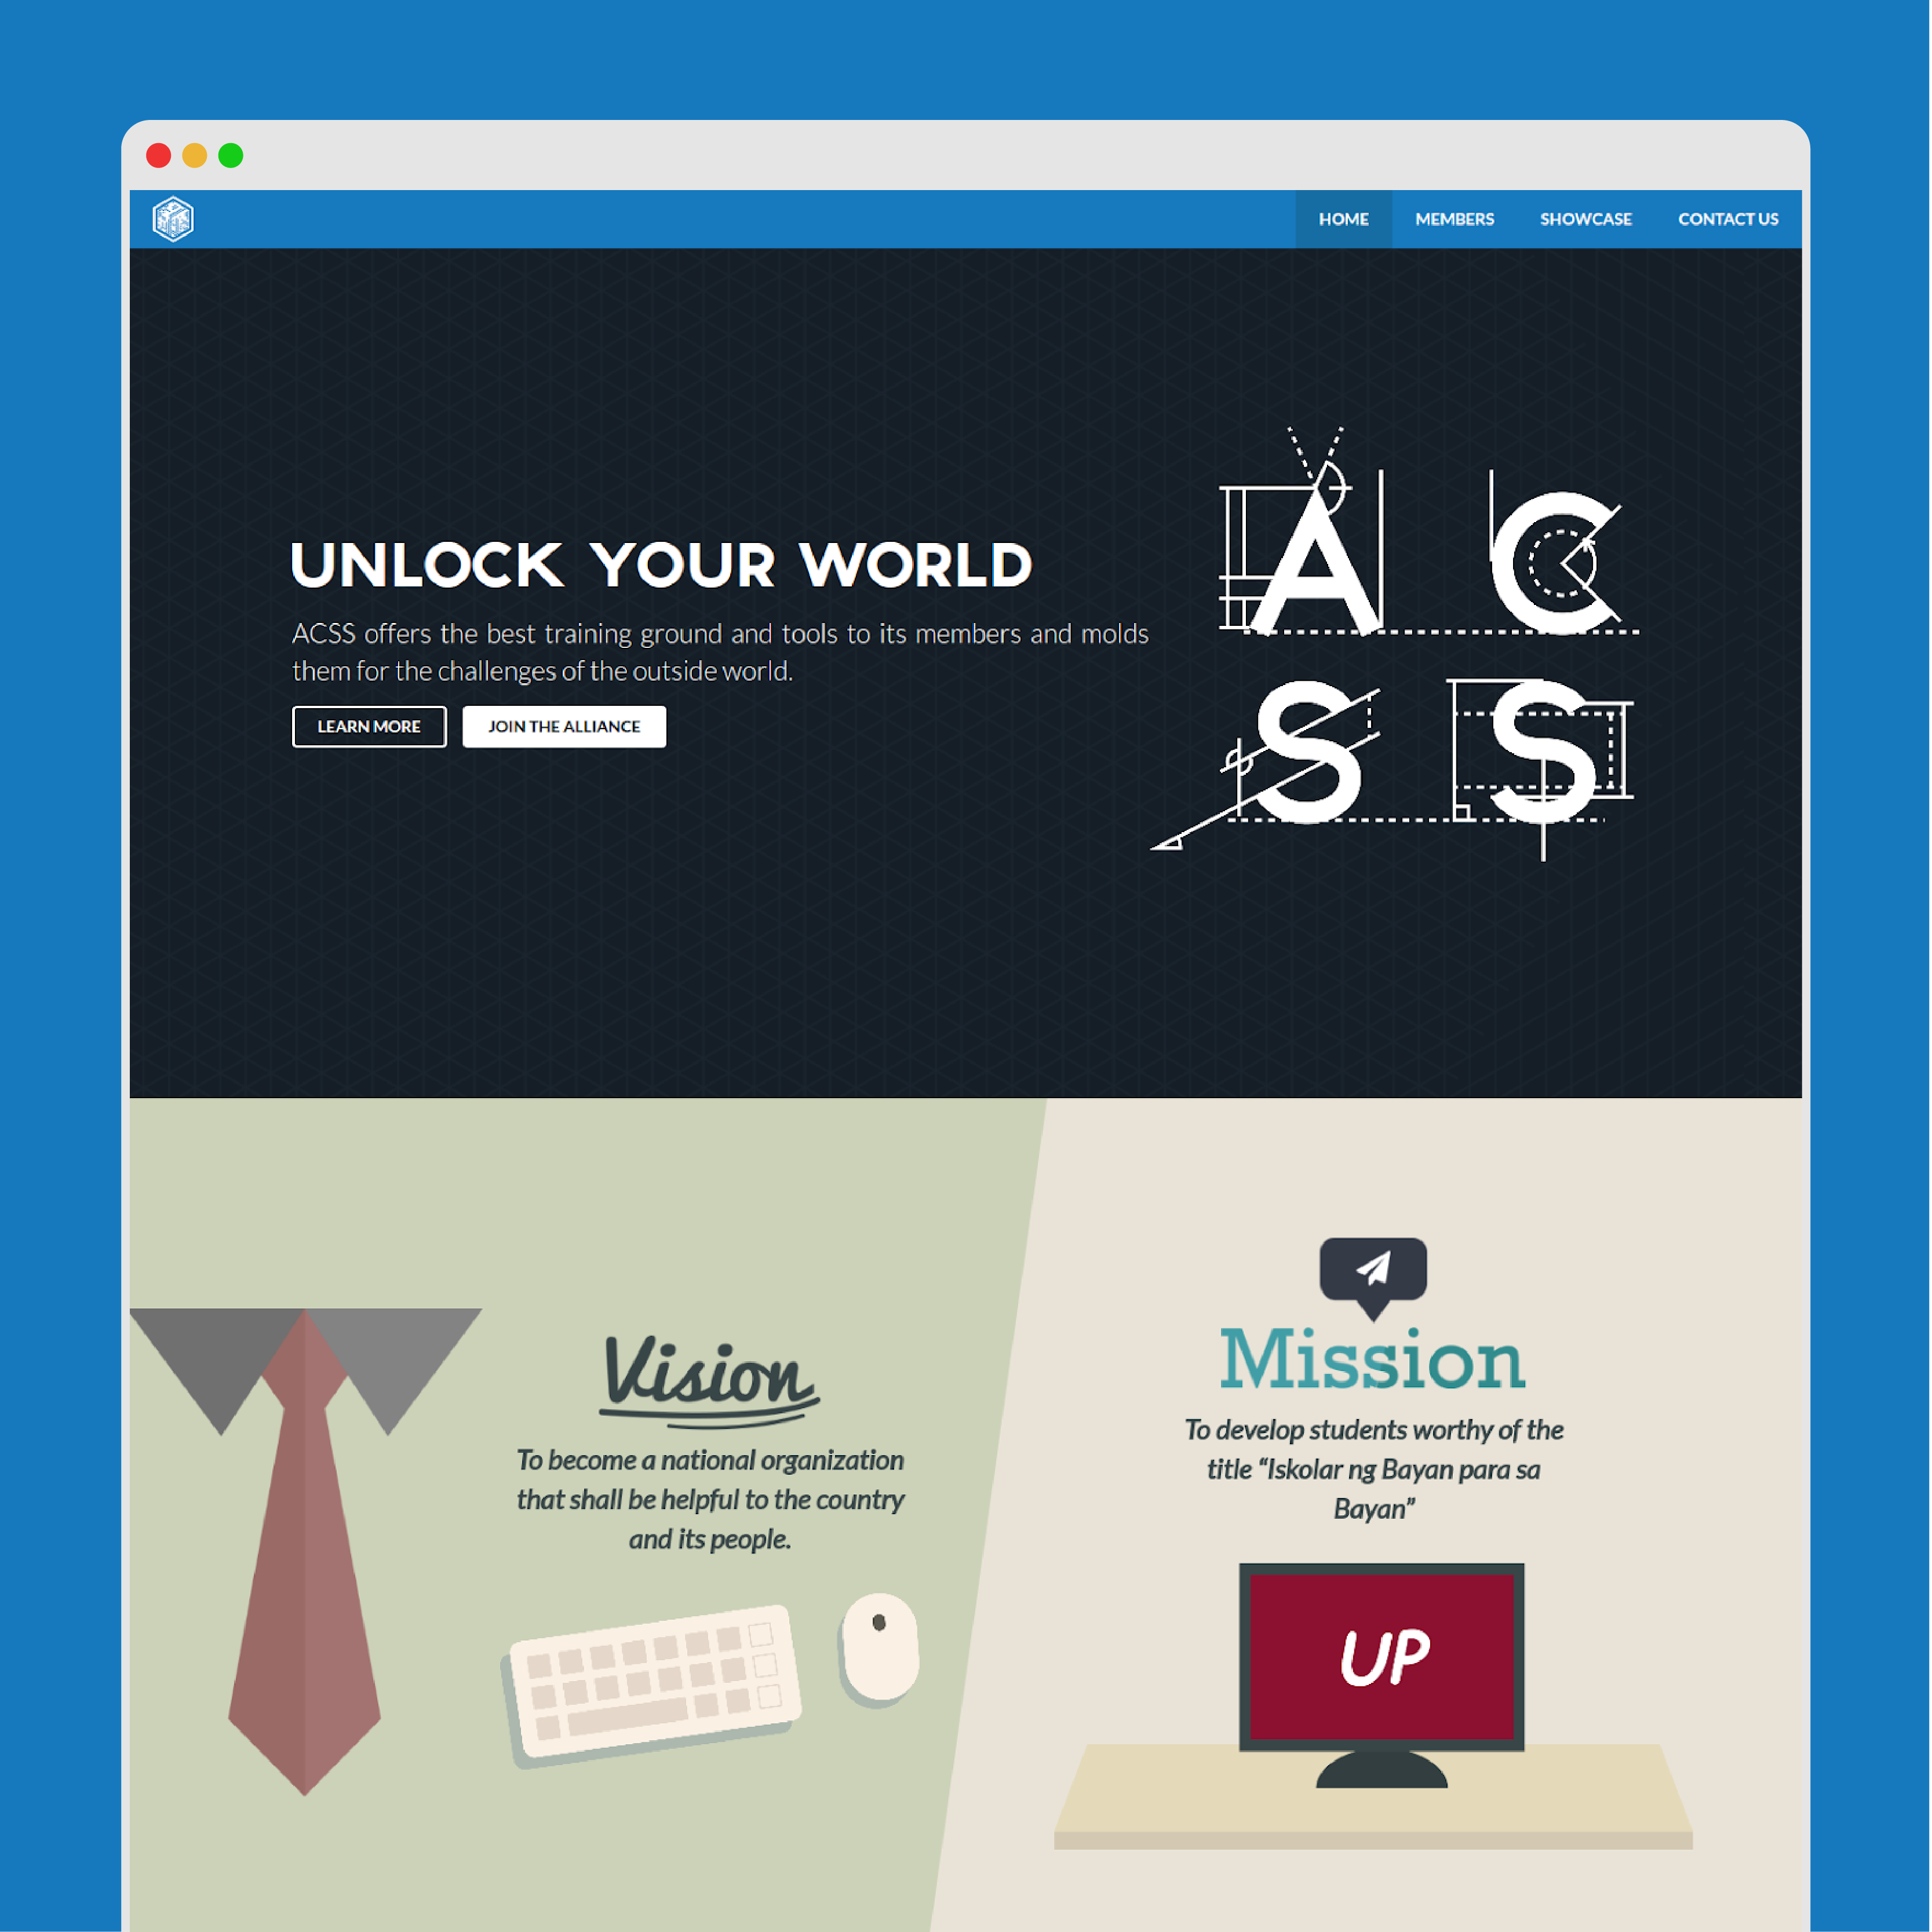 HOME MEMBERS SHOWCASE CONTACT US
UNLOCK YOUR WORLD
ACSS offers the best training ground and tools to its members and molds
them for the challenges of the outside world.
LEARN MORE JOIN THE ALLIANCE
A C
S S
Vision
To become a national organization
that shall be helpful to the country
and its people.
Mission
To develop students worthy of the
title “Iskolar ng Bayan para sa
Bayan”
UP